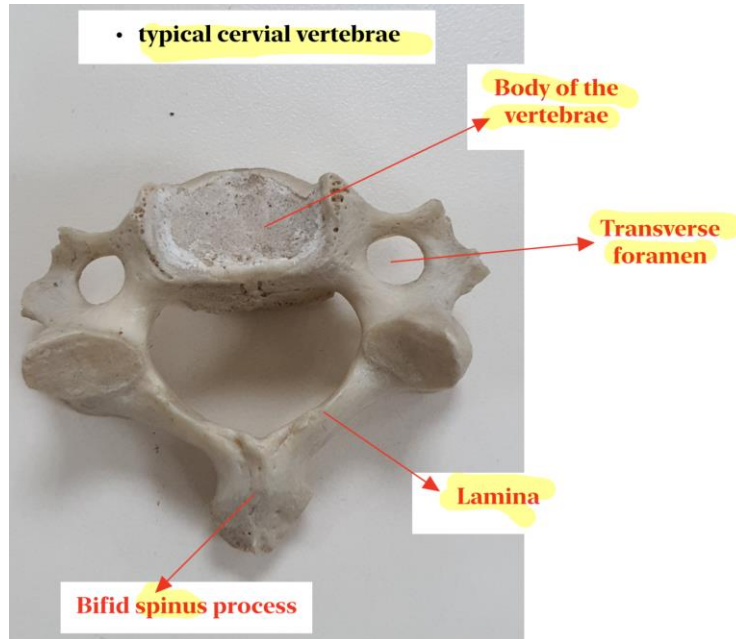 • typical cervial vertebrae
Body of the
vertebrae
Transverse
foramen
Lamina
Bifid spinus process